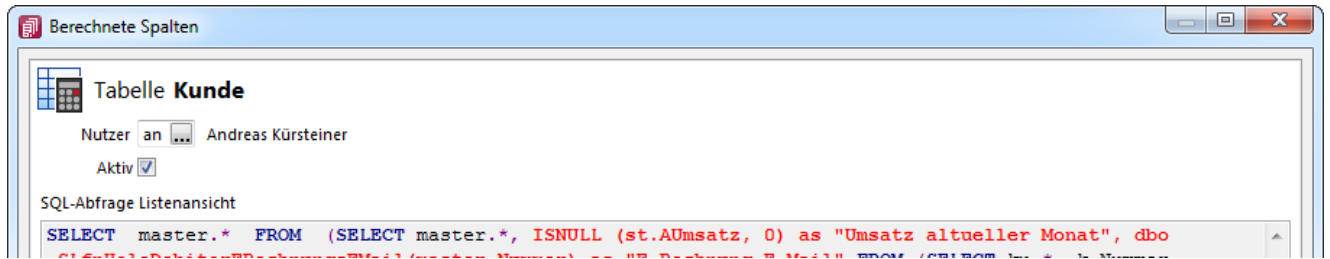 Berechnete Spalten
Tabelle Kunde
Nutzer an ... Andreas Kürsteiner
Aktiv
SQL-Abfrage Listenansicht
SELECT master.* FROM (SELECT master.*, ISNULL (st.AUmsatz, 0) as "Umsatz altueller Monat", dbo